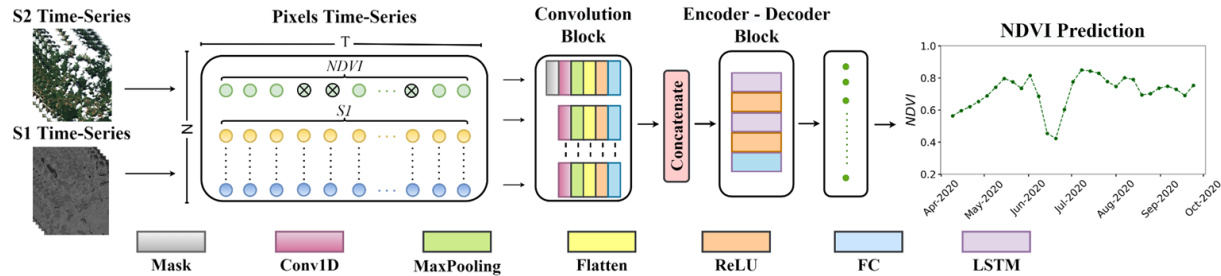 S2 Time-Series
Pixels Time-Series
Convolution
Block
Encoder - Decoder
Block
NDVI Prediction
T
NDVI
S1
N
S1 Time-Series
Concatenate
NDVI
1.0
0.8
0.6
0.4
0.2
Apr-2020
May-2020
Jun-2020
Jul-2020
Aug-2020
Sep-2020
Oct-2020
Mask
Conv1D
MaxPooling
Flatten
ReLU
FC
LSTM